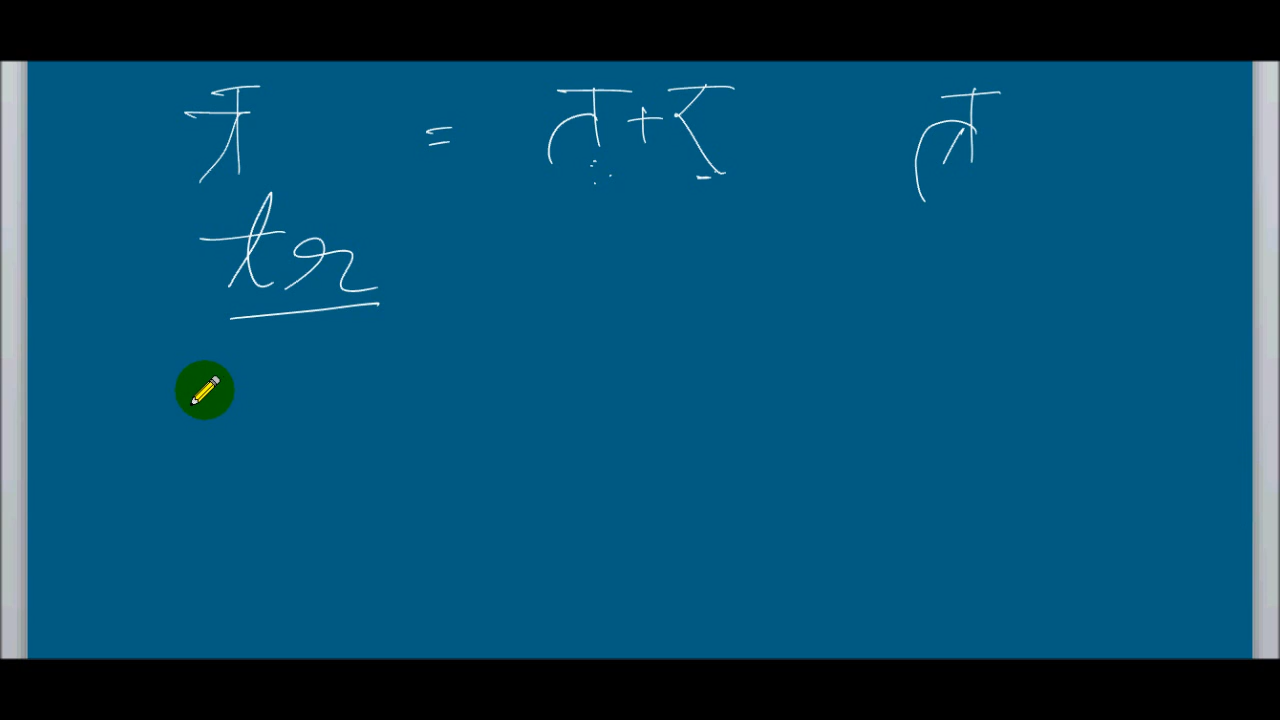 त्र = त + र त्र
tr